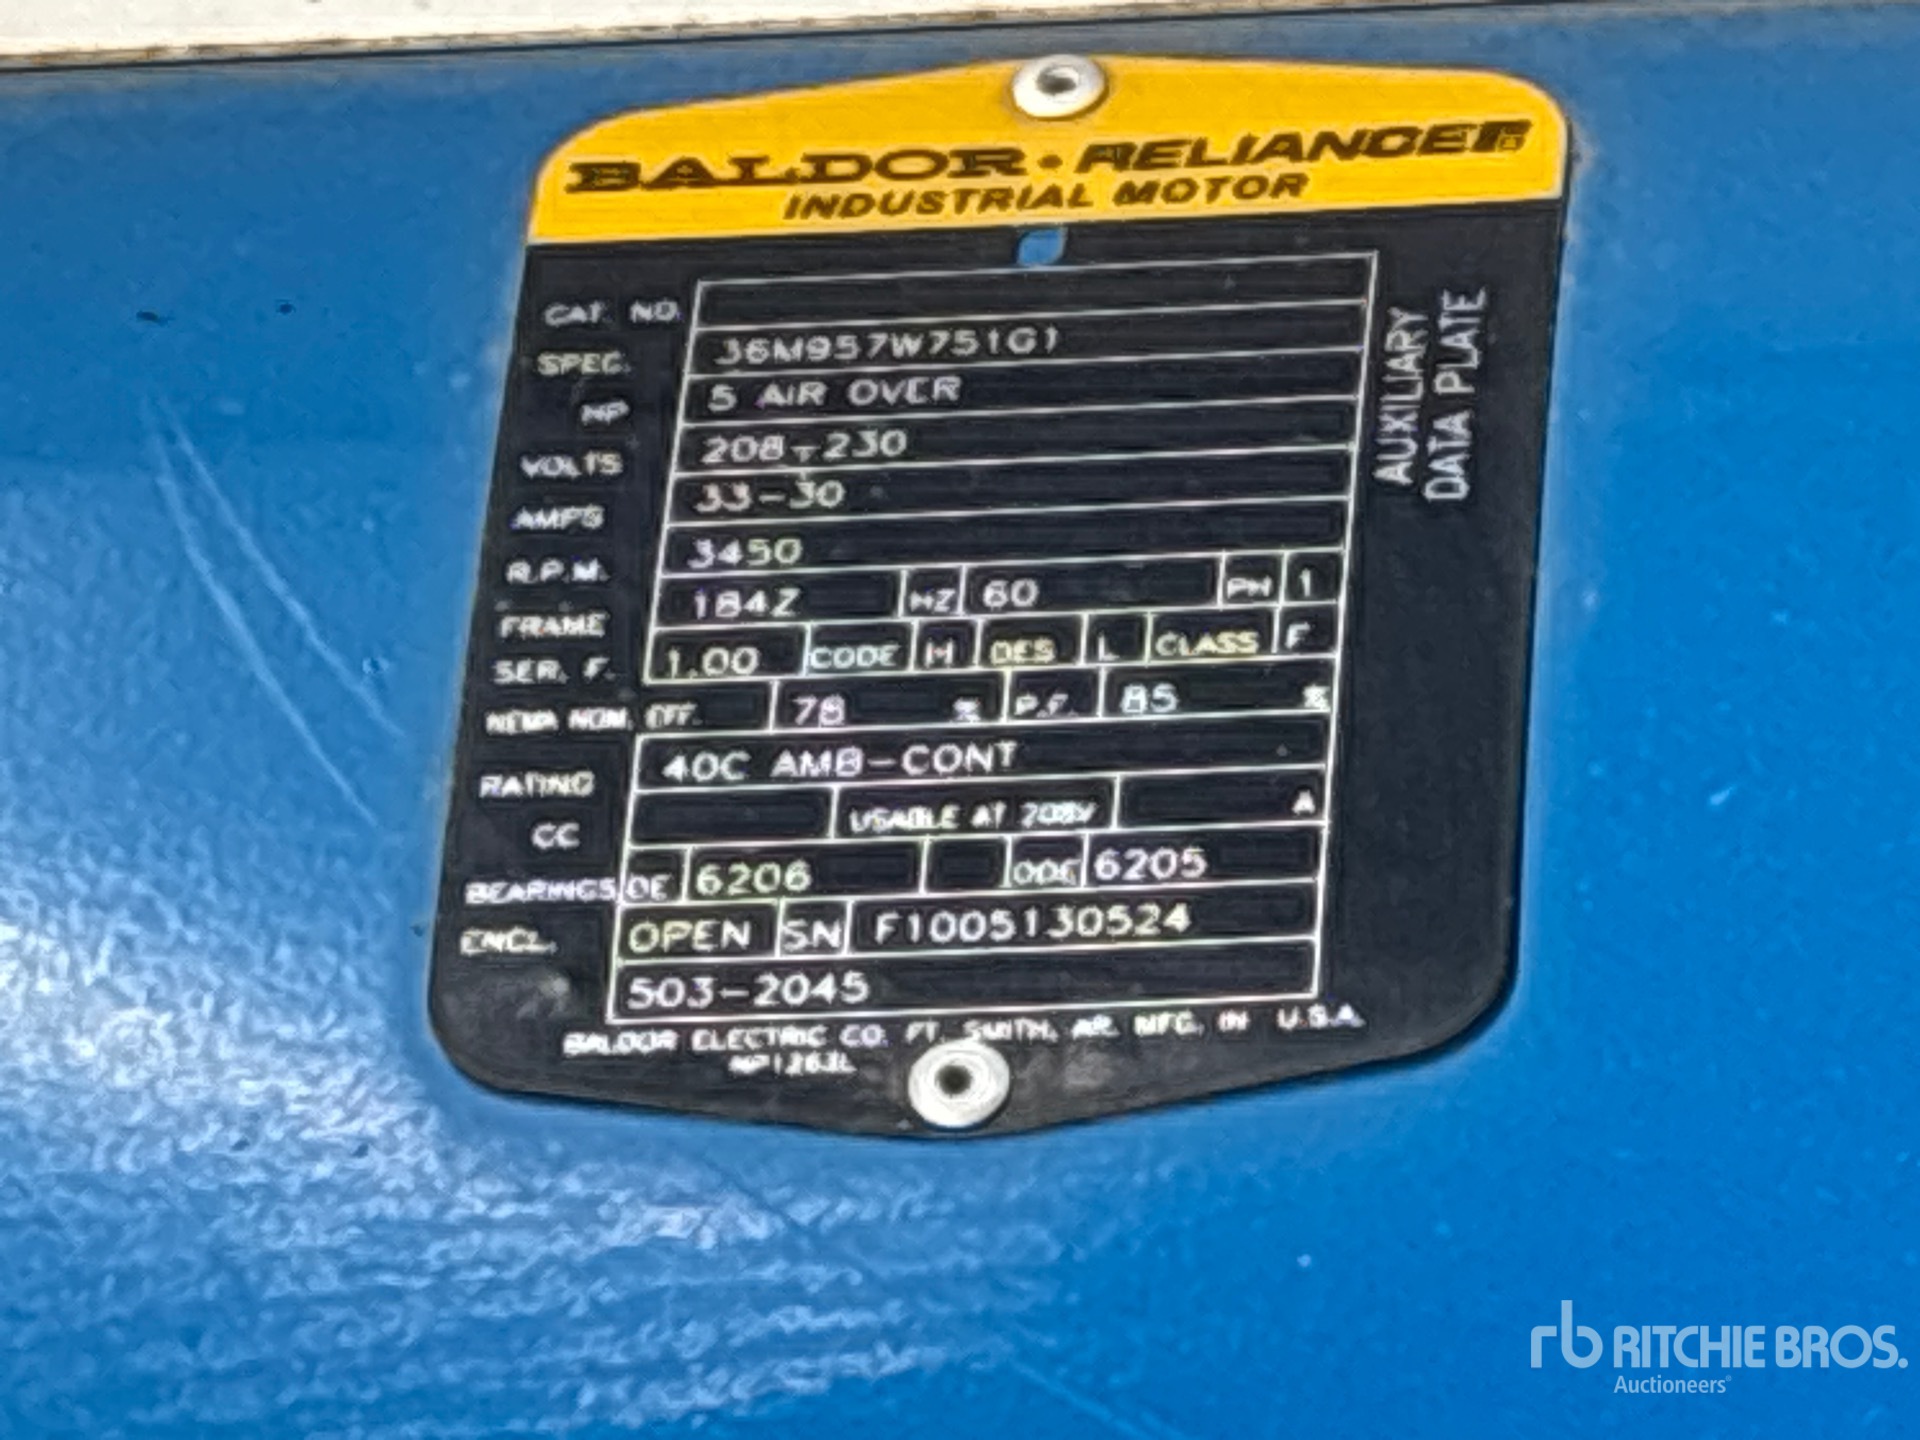 BALDOR • RELIANCER
INDUSTRIAL MOTOR
AUXILIARY
DATA PLATE
CAT. NO.
SPEC. 36M957W751G1
HP 5 AIR OVER
VOLTS 208-230
AMPS 33-30
R.P.M. 3450
FRAME 184Z HZ 60 PH 1
SER. F. 1.00 CODE H DES L CLASS F
NEMA NOM. EFF. 78 % P.F. 85 %
RATING 40C AMB-CONT
CC USABLE AT 208V A
BEARINGS DE 6206 ODE 6205
ENCL. OPEN SN F1005130524
503-2045
BALDOR ELECTRIC CO. FT. SMITH, AR. MFG. IN U.S.A.
NP1263L
rb RITCHIE BROS.
Auctioneers